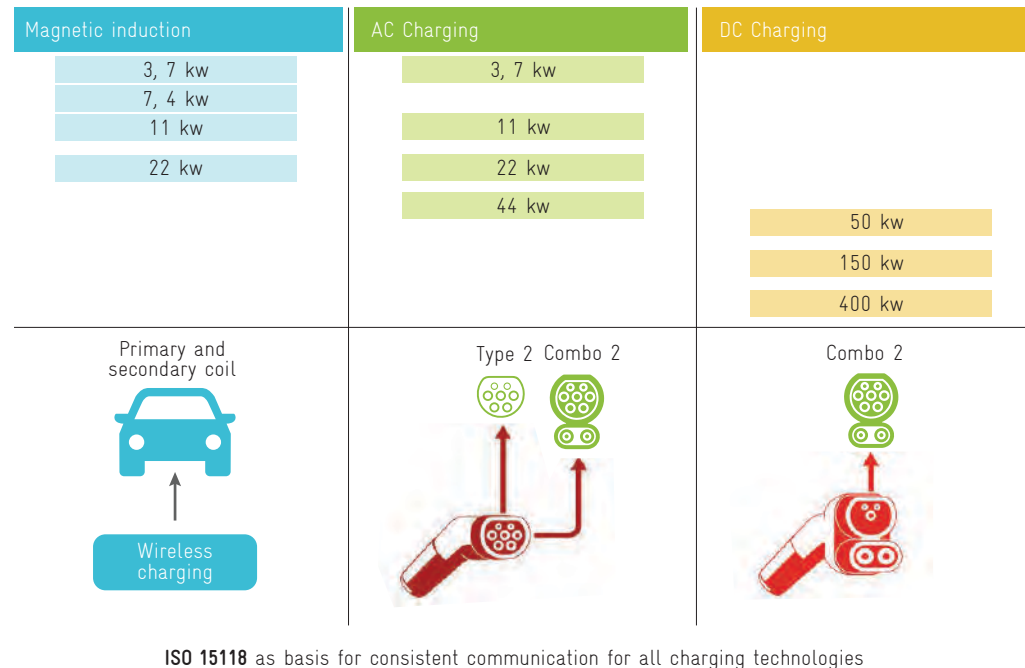 Magnetic induction
3, 7 kw
7, 4 kw
11 kw
22 kw
AC Charging
3, 7 kw
11 kw
22 kw
44 kw
DC Charging
50 kw
150 kw
400 kw
Primary and
secondary coil
Wireless
charging
Type 2 Combo 2
Combo 2
ISO 15118 as basis for consistent communication for all charging technologies